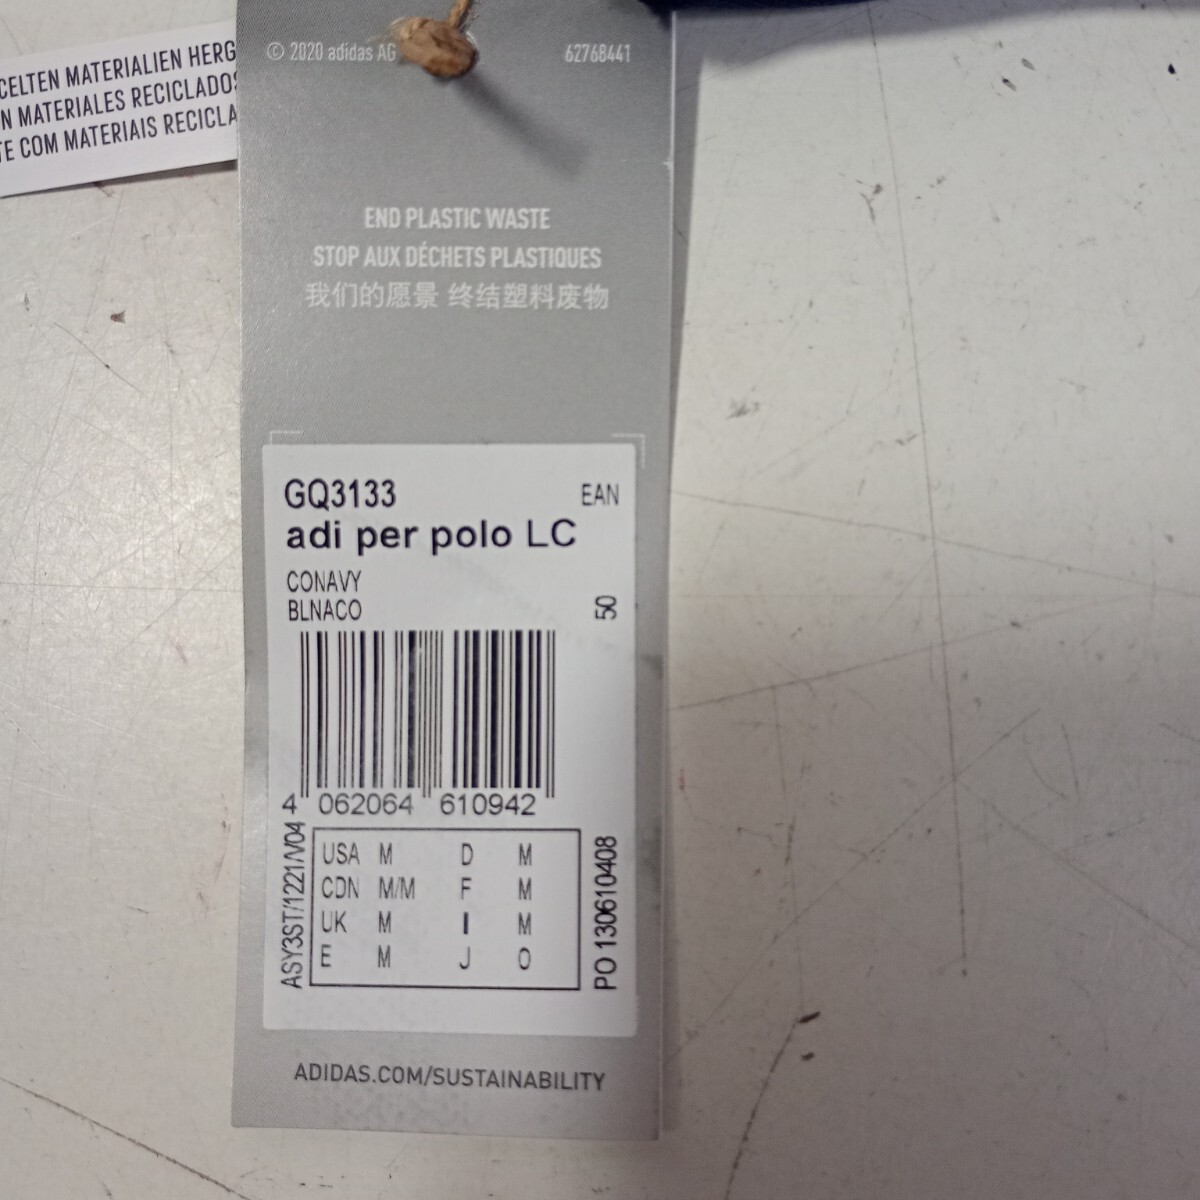 CELTEN MATERIALIEN HERG
N MATERIALES RECICLADOS
TE COM MATERIAIS RECICLA
© 2020 adidas AG 62768441
END PLASTIC WASTE
STOP AUX DÉCHETS PLASTIQUES
我们的愿景 终结塑料废物
GQ3133 EAN
adi per polo LC
CONAVY
BLNACO
50
4 062064 610942
ASY3ST/1221/V04
USA M D M
CDN M/M F M
UK M I M
E M J O
PO 130610408
ADIDAS.COM/SUSTAINABILITY